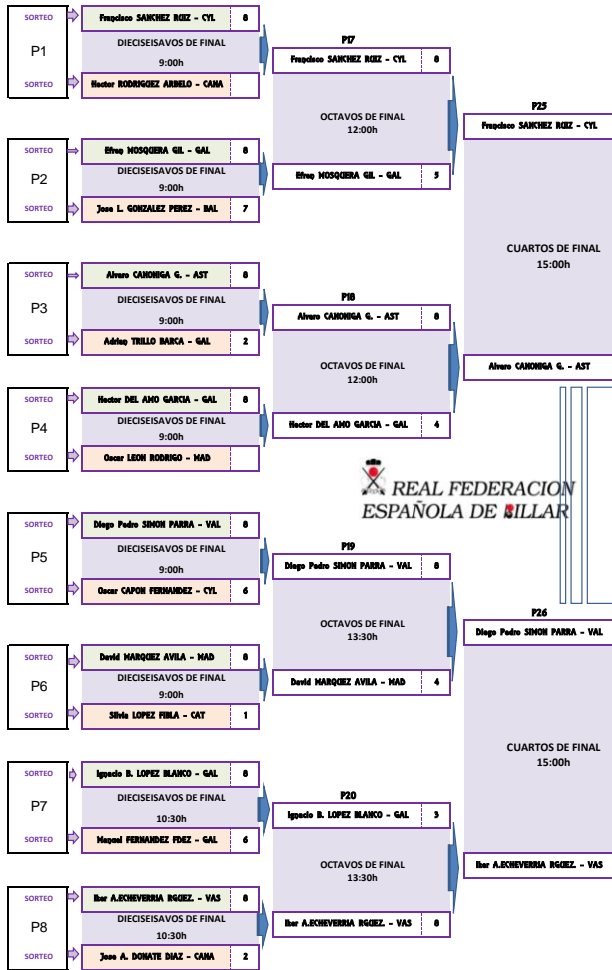 SORTEO
Francisco SANCHEZ RUIZ - CYL 8
P1
DIECISEISAVOS DE FINAL
9:00h
SORTEO
Hector RODRIGUEZ ARBELO - CANA
P17
Francisco SANCHEZ RUIZ - CYL 8
OCTAVOS DE FINAL
12:00h
Efren MOSQUERA GIL - GAL 5
SORTEO
Efren MOSQUERA GIL - GAL 8
P2
DIECISEISAVOS DE FINAL
9:00h
SORTEO
Jose L. GONZALEZ PEREZ - BAL 7
P25
Francisco SANCHEZ RUIZ - CYL
CUARTOS DE FINAL
15:00h
Alvaro CANONIGA G. - AST
SORTEO
Alvaro CANONIGA G. - AST 8
P3
DIECISEISAVOS DE FINAL
9:00h
SORTEO
Adrian TRILLO BARCA - GAL 2
P18
Alvaro CANONIGA G. - AST 8
OCTAVOS DE FINAL
12:00h
Hector DEL AMO GARCIA - GAL 4
SORTEO
Hector DEL AMO GARCIA - GAL 8
P4
DIECISEISAVOS DE FINAL
9:00h
SORTEO
Oscar LEON RODRIGO - MAD
REAL FEDERACION
ESPAÑOLA DE BILLAR
SORTEO
Diego Pedro SIMON PARRA - VAL 8
P5
DIECISEISAVOS DE FINAL
9:00h
SORTEO
Oscar CAPON FERNANDEZ - CYL 6
P19
Diego Pedro SIMON PARRA - VAL 8
OCTAVOS DE FINAL
13:30h
David MARQUEZ AVILA - MAD 4
SORTEO
David MARQUEZ AVILA - MAD 8
P6
DIECISEISAVOS DE FINAL
9:00h
SORTEO
Silvia LOPEZ FIBLA - CAT 1
P26
Diego Pedro SIMON PARRA - VAL
CUARTOS DE FINAL
15:00h
Iker A.ECHEVERRIA RGUEZ. - VAS
SORTEO
Ignacio B. LOPEZ BLANCO - GAL 8
P7
DIECISEISAVOS DE FINAL
10:30h
SORTEO
Manuel FERNANDEZ FDEZ - GAL 6
P20
Ignacio B. LOPEZ BLANCO - GAL 3
OCTAVOS DE FINAL
13:30h
Iker A.ECHEVERRIA RGUEZ. - VAS 8
SORTEO
Iker A.ECHEVERRIA RGUEZ. - VAS 8
P8
DIECISEISAVOS DE FINAL
10:30h
SORTEO
Jose A. DONATE DIAZ - CANA 2